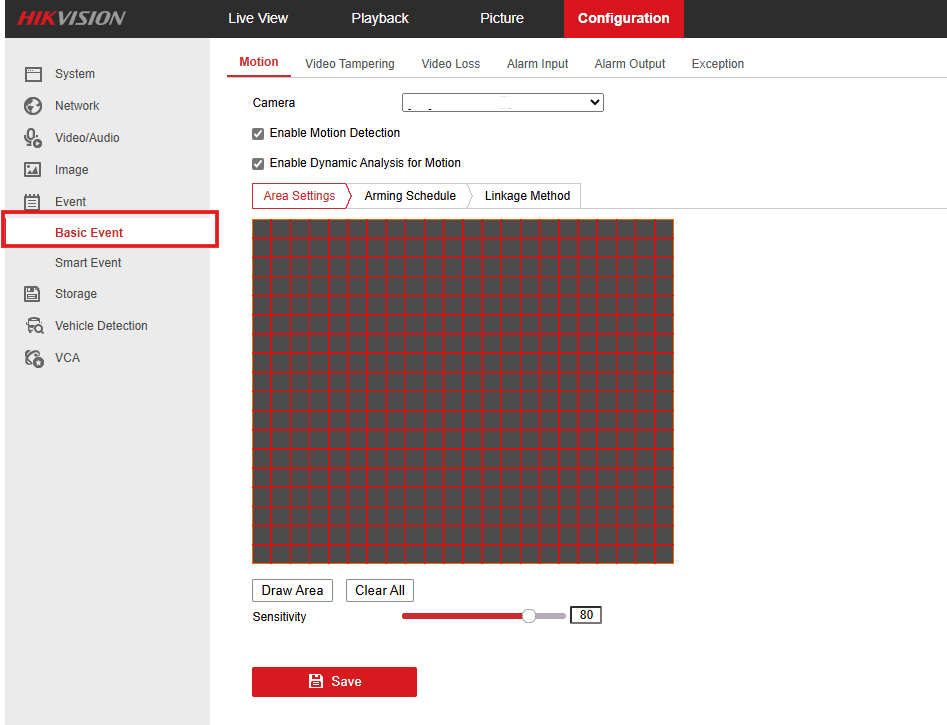 HIKVISION Live View Playback Picture Configuration
System
Network
Video/Audio
Image
Event
Basic Event
Smart Event
Storage
Vehicle Detection
VCA
Motion Video Tampering Video Loss Alarm Input Alarm Output Exception
Camera
Enable Motion Detection
Enable Dynamic Analysis for Motion
Area Settings Arming Schedule Linkage Method
Draw Area Clear All
Sensitivity 80
Save